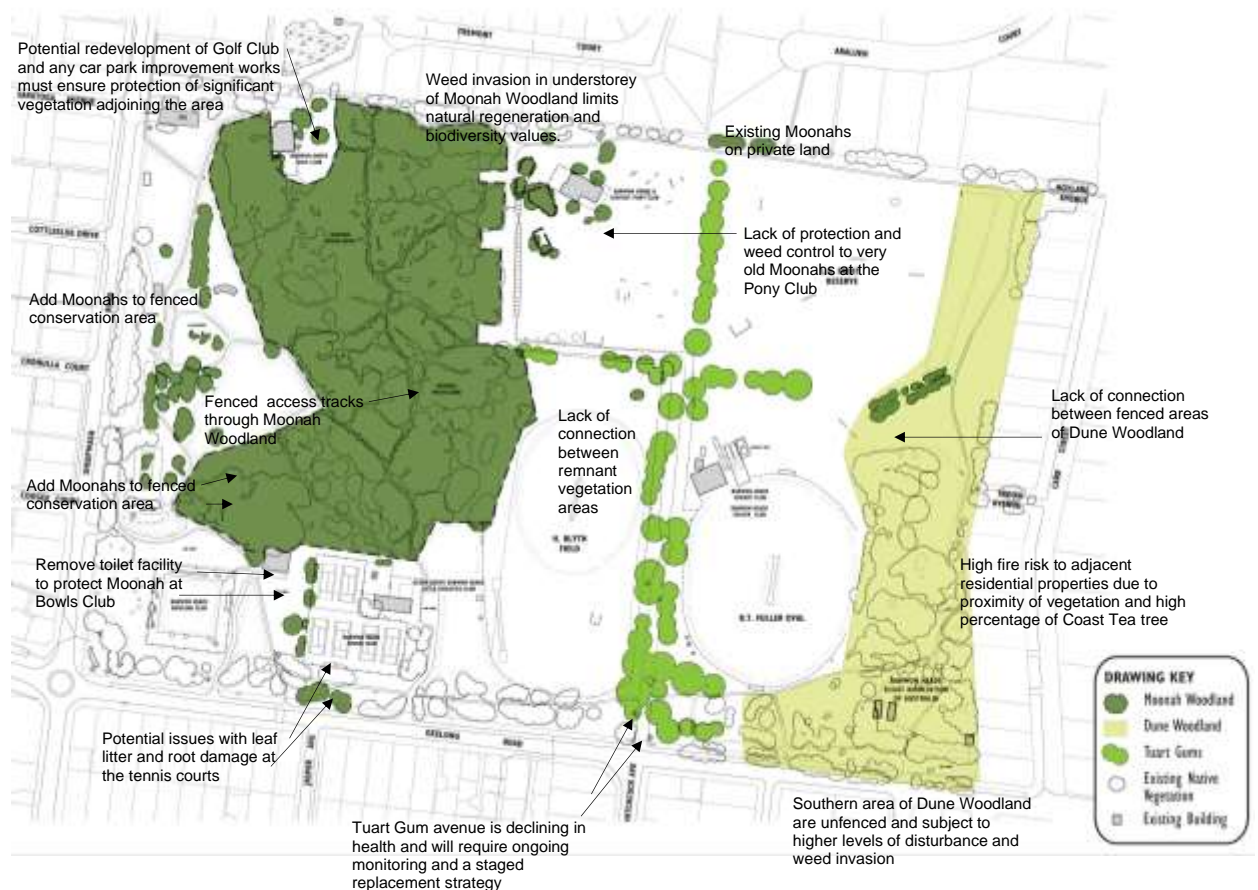 Potential redevelopment of Golf Club
and any car park improvement works
must ensure protection of significant
vegetation adjoining the area
Weed invasion in understorey
of Moonah Woodland limits
natural regeneration and
biodiversity values.
Existing Moonahs
on private land
Lack of protection and
weed control to very
old Moonahs at the
Pony Club
RESERVE
COURT
COURT
Add Moonahs to fenced
conservation area
Fenced access tracks
through Moonah
Woodland
Lack of
connection
between
remnant
vegetation
areas
Lack of connection
between fenced areas
of Dune Woodland
Add Moonahs to fenced
conservation area
H. BLYTH
FIELD
Remove toilet facility
to protect Moonah at
Bowls Club
High fire risk to adjacent
residential properties due to
proximity of vegetation and high
percentage of Coast Tea tree
FULLER OVAL
GEELONG
ROAD
Potential issues with leaf
litter and root damage at
the tennis courts
Tuart Gum avenue is declining in
health and will require ongoing
monitoring and a staged
replacement strategy
Southern area of Dune Woodland
are unfenced and subject to
higher levels of disturbance and
weed invasion
DRAWING KEY
Moonah Woodland
Dune Woodland
Tuart Gums
Existing Native
Vegetation
Existing Building